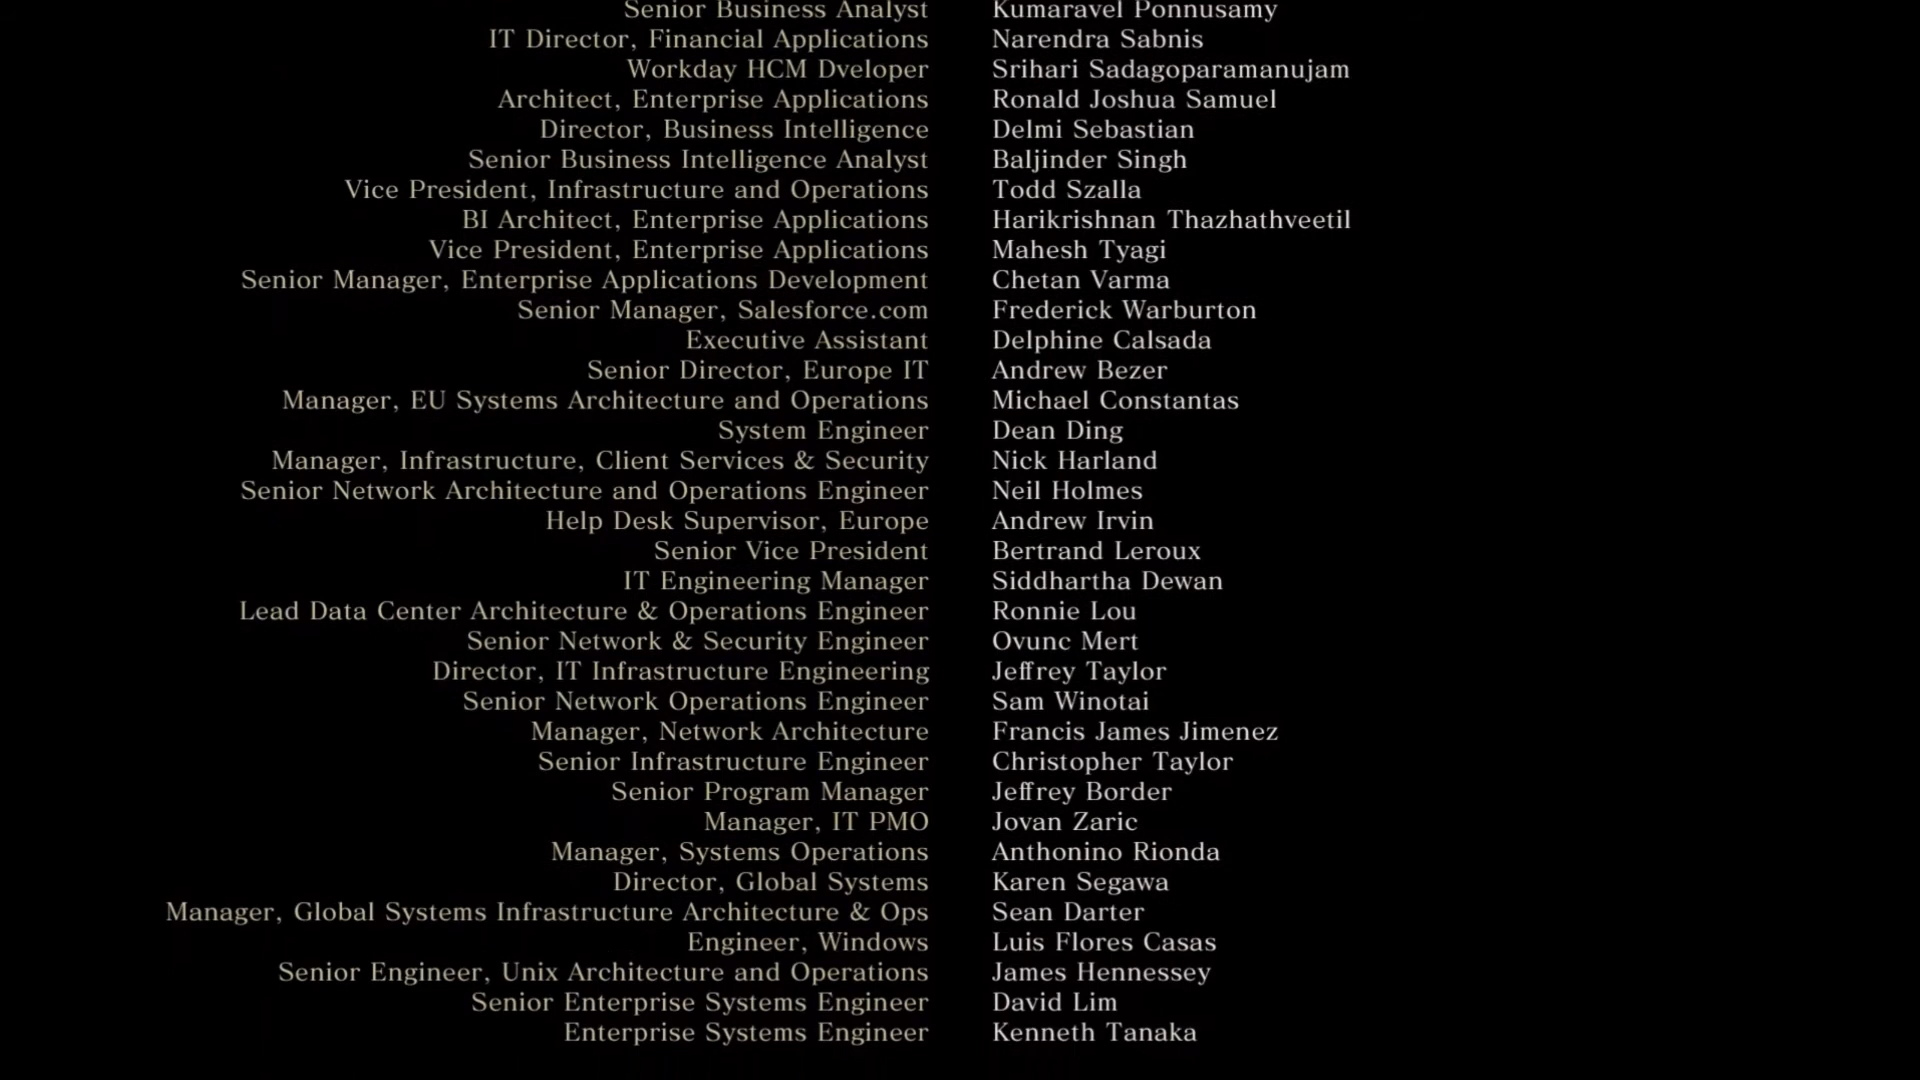 Senior Business Analyst Kumaravel Ponnusamy
IT Director, Financial Applications Narendra Sabnis
Workday HCM Dveloper Srihari Sadagoparamanujam
Architect, Enterprise Applications Ronald Joshua Samuel
Director, Business Intelligence Delmi Sebastian
Senior Business Intelligence Analyst Baljinder Singh
Vice President, Infrastructure and Operations Todd Szalla
BI Architect, Enterprise Applications Harikrishnan Thazhathveetil
Vice President, Enterprise Applications Mahesh Tyagi
Senior Manager, Enterprise Applications Development Chetan Varma
Senior Manager, Salesforce.com Frederick Warburton
Executive Assistant Delphine Calsada
Senior Director, Europe IT Andrew Bezer
Manager, EU Systems Architecture and Operations Michael Constantas
System Engineer Dean Ding
Manager, Infrastructure, Client Services & Security Nick Harland
Senior Network Architecture and Operations Engineer Neil Holmes
Help Desk Supervisor, Europe Andrew Irvin
Senior Vice President Bertrand Leroux
IT Engineering Manager Siddhartha Dewan
Lead Data Center Architecture & Operations Engineer Ronnie Lou
Senior Network & Security Engineer Ovunc Mert
Director, IT Infrastructure Engineering Jeffrey Taylor
Senior Network Operations Engineer Sam Winotai
Manager, Network Architecture Francis James Jimenez
Senior Infrastructure Engineer Christopher Taylor
Senior Program Manager Jeffrey Border
Manager, IT PMO Jovan Zaric
Manager, Systems Operations Anthonino Rionda
Director, Global Systems Karen Segawa
Manager, Global Systems Infrastructure Architecture & Ops Sean Darter
Engineer, Windows Luis Flores Casas
Senior Engineer, Unix Architecture and Operations James Hennessey
Senior Enterprise Systems Engineer David Lim
Enterprise Systems Engineer Kenneth Tanaka